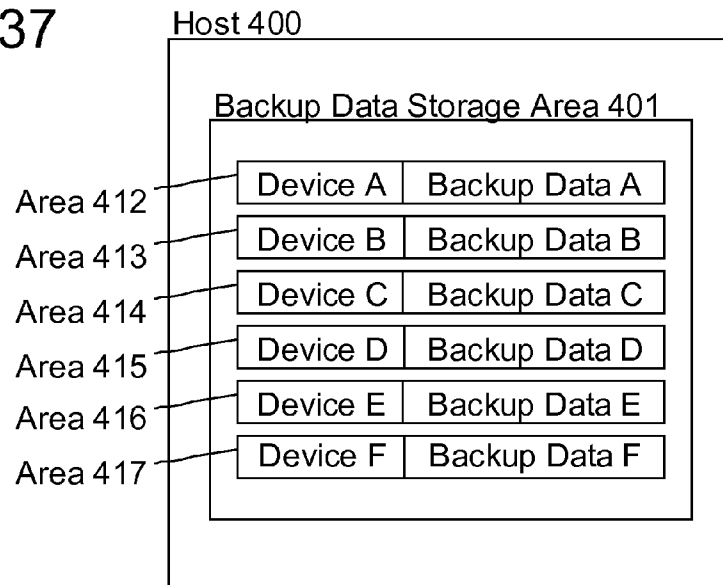 37
Host 400
Backup Data Storage Area 401
Area 412 Device A Backup Data A
Area 413 Device B Backup Data B
Area 414 Device C Backup Data C
Area 415 Device D Backup Data D
Area 416 Device E Backup Data E
Area 417 Device F Backup Data F